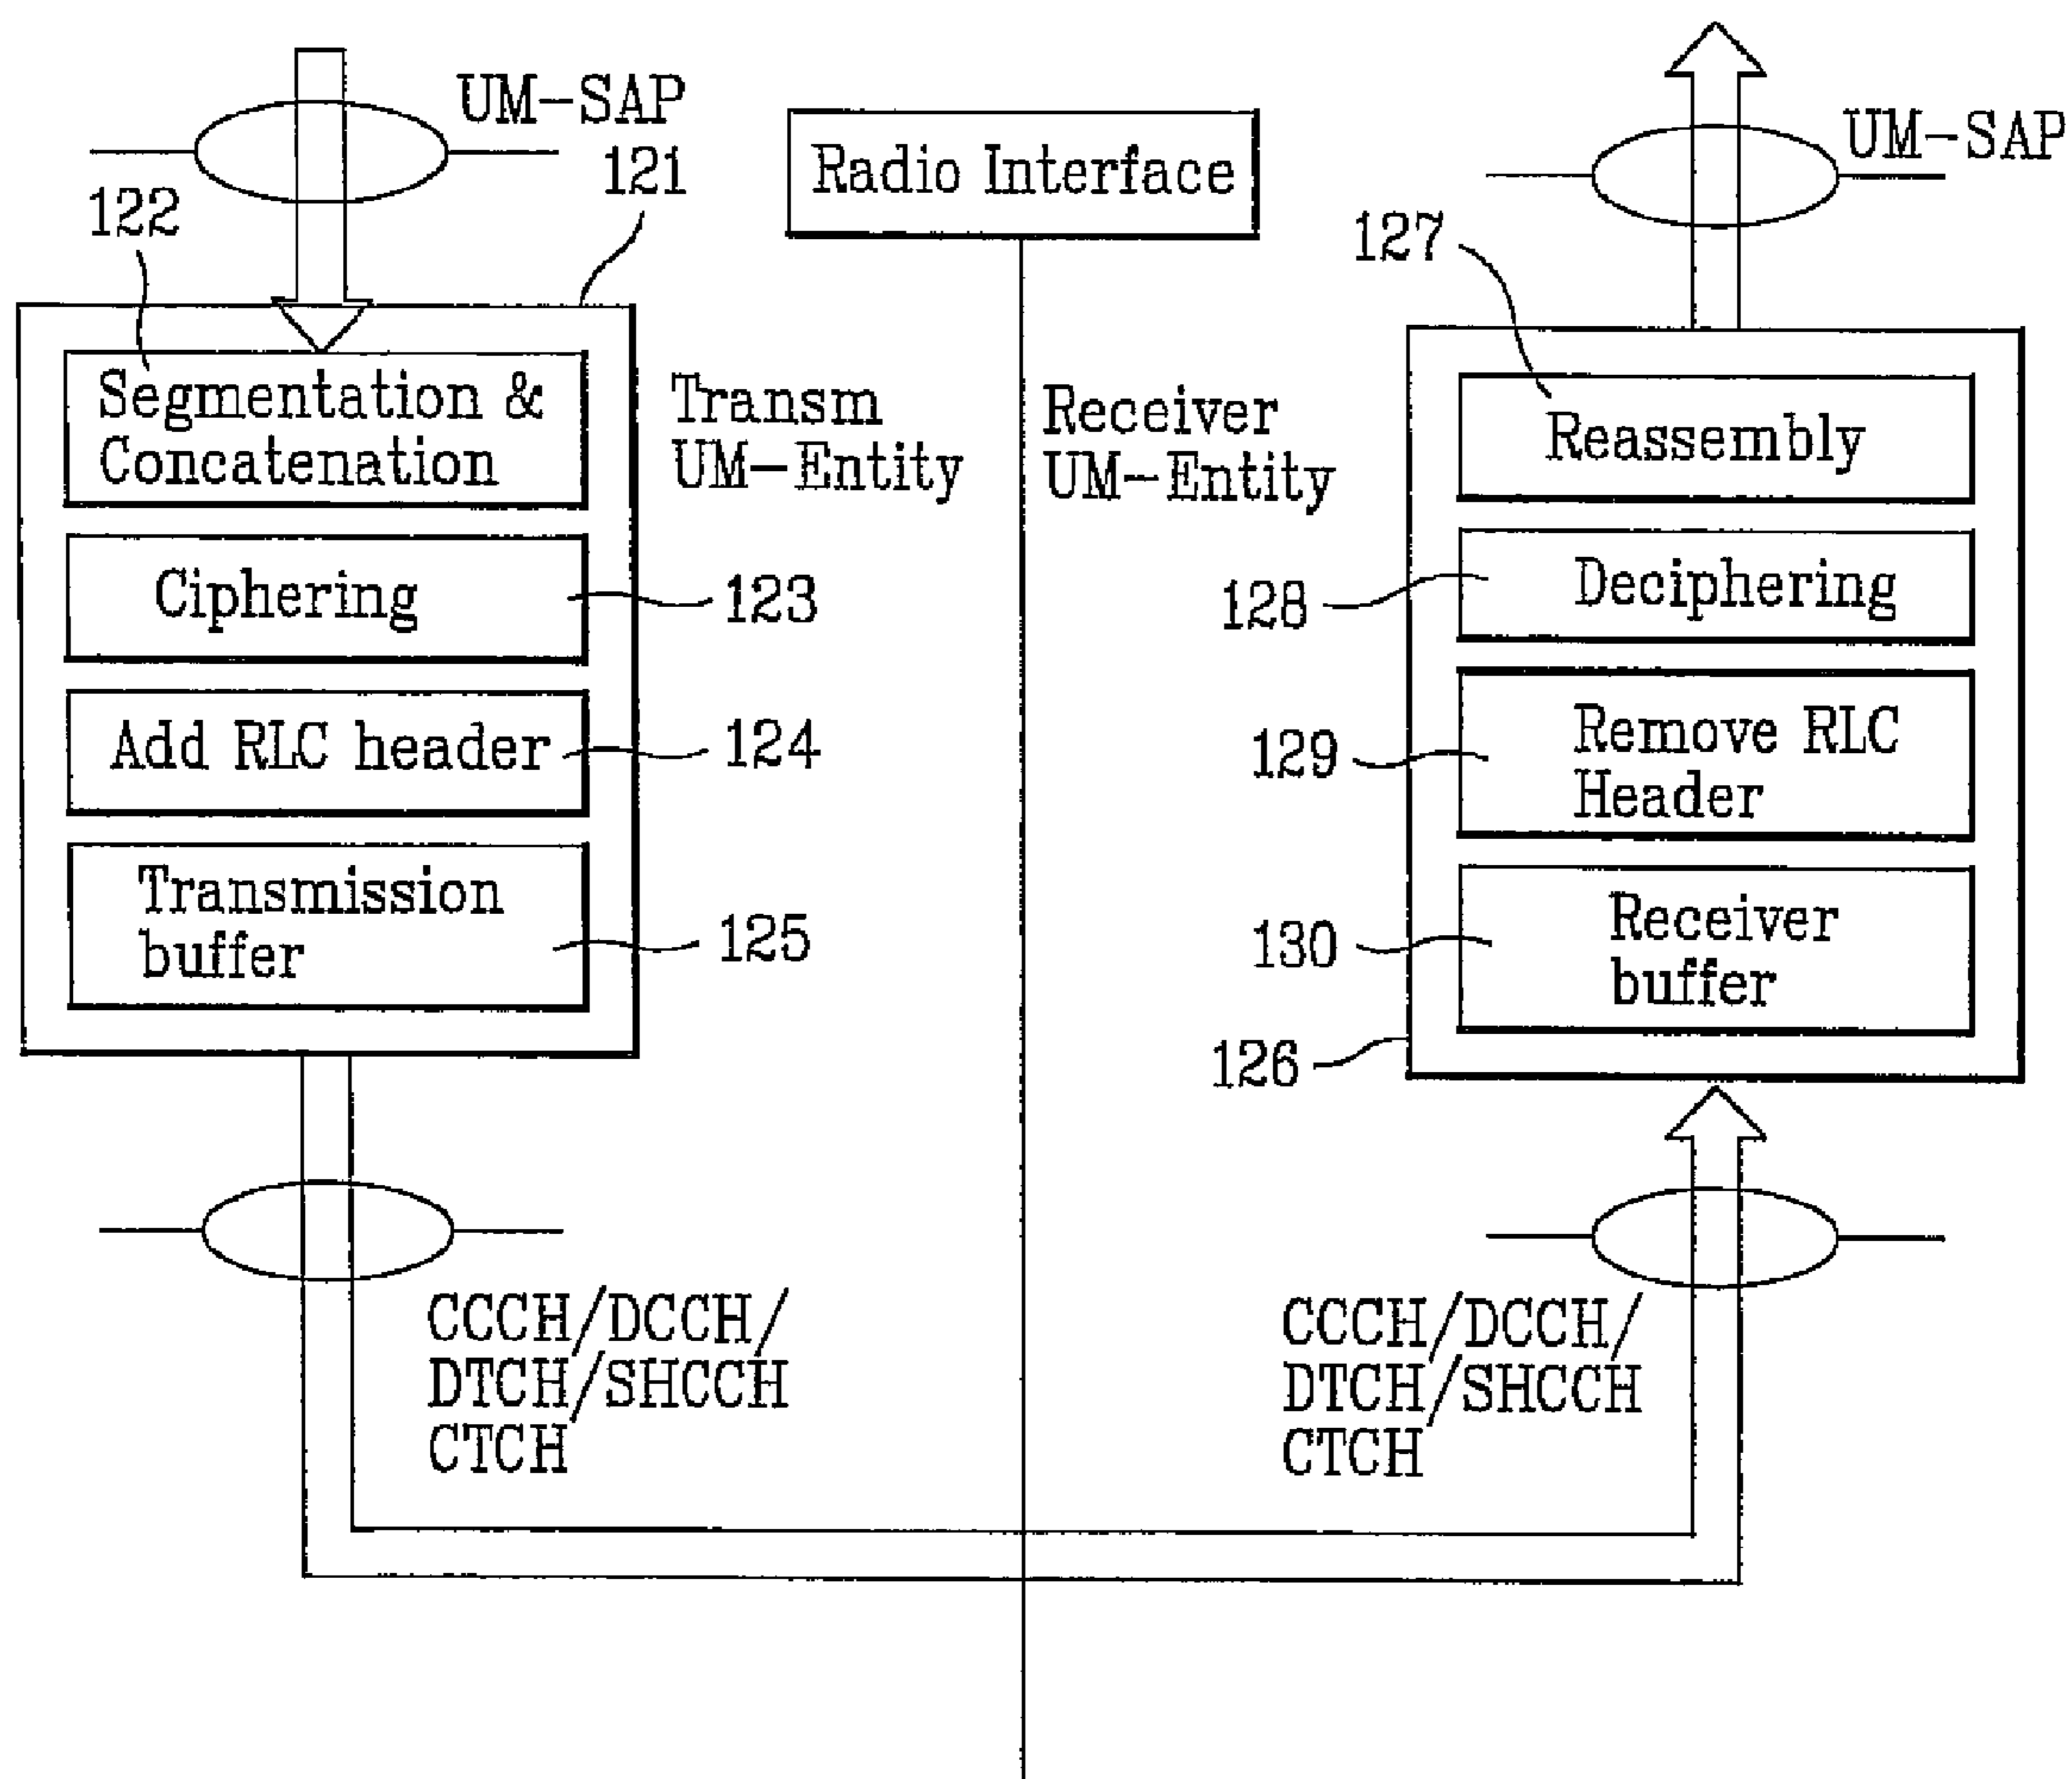 UM-SAP
121
122
Segmentation &
Concatenation
Transm
UM-Entity
Ciphering
123
Add RLC header
124
Transmission
buffer
125
CCCH/DCCH/
DTCH/SHCCH
CTCH
Radio Interface
UM-SAP
127
Receiver
UM-Entity
Reassembly
128
Deciphering
129
Remove RLC
Header
130
Receiver
buffer
126
CCCH/DCCH/
DTCH/SHCCH
CTCH